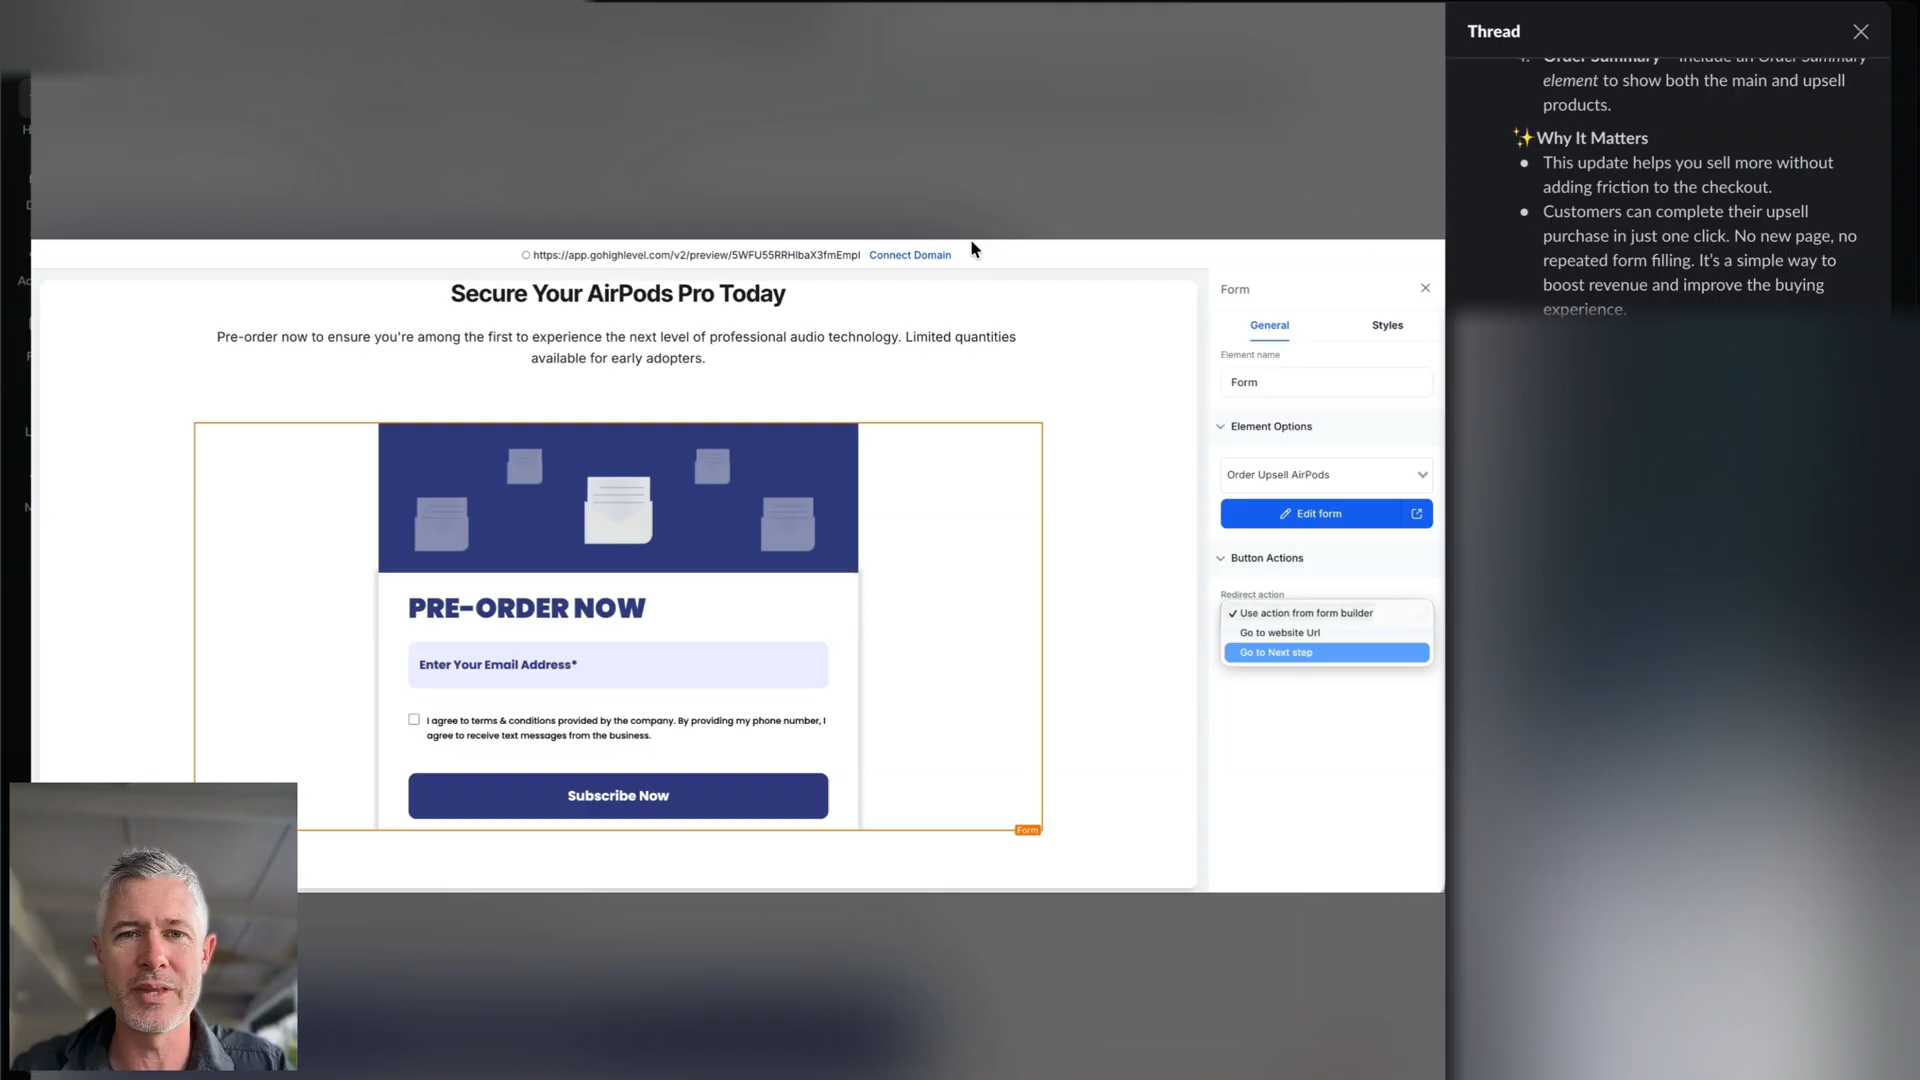 Thread
4. Order Summary – Include an Order Summary
element to show both the main and upsell
products.
✨Why It Matters
● This update helps you sell more without
adding friction to the checkout.
● Customers can complete their upsell
purchase in just one click. No new page, no
repeated form filling. It's a simple way to
boost revenue and improve the buying
experience.
https://app.gohighlevel.com/v2/preview/5WFU55RRHlbaX3fmEmpl Connect Domain
Secure Your AirPods Pro Today
Pre-order now to ensure you're among the first to experience the next level of professional audio technology. Limited quantities
available for early adopters.
PRE-ORDER NOW
Enter Your Email Address*
I agree to terms & conditions provided by the company. By providing my phone number, I
agree to receive text messages from the business.
Subscribe Now
Form
Form
General Styles
Element name
Form
Element Options
Order Upsell AirPods
Edit form
Button Actions
Redirect action
✓ Use action from form builder
Go to website Url
Go to Next step